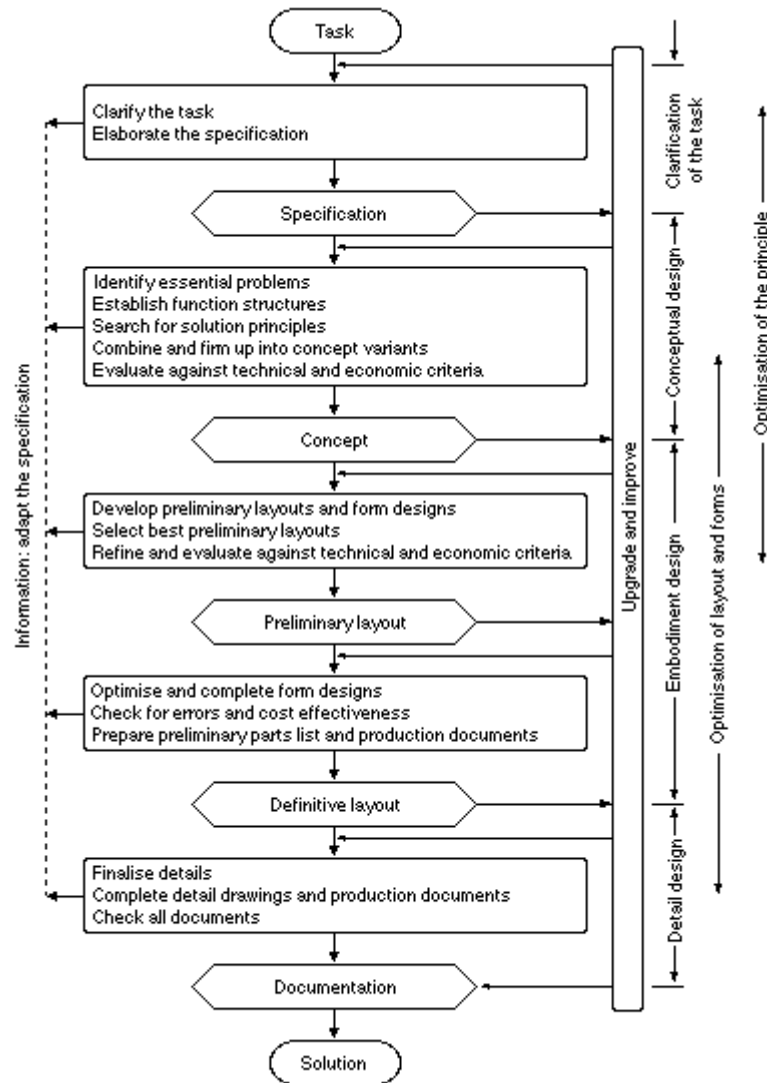 Task
Clarify the task
Elaborate the specification
Specification
Identify essential problems
Establish function structures
Search for solution principles
Combine and firm up into concept variants
Evaluate against technical and economic criteria
Concept
Develop preliminary layouts and form designs
Select best preliminary layouts
Refine and evaluate against technical and economic criteria
Preliminary layout
Optimise and complete form designs
Check for errors and cost effectiveness
Prepare preliminary parts list and production documents
Definitive layout
Finalise details
Complete detail drawings and production documents
Check all documents
Documentation
Solution
Information: adapt the specification
Upgrade and improve
Clarification
of the task
Conceptual design
Embodiment design
Detail design
Optimisation of layout and forms
Optimisation of the principle